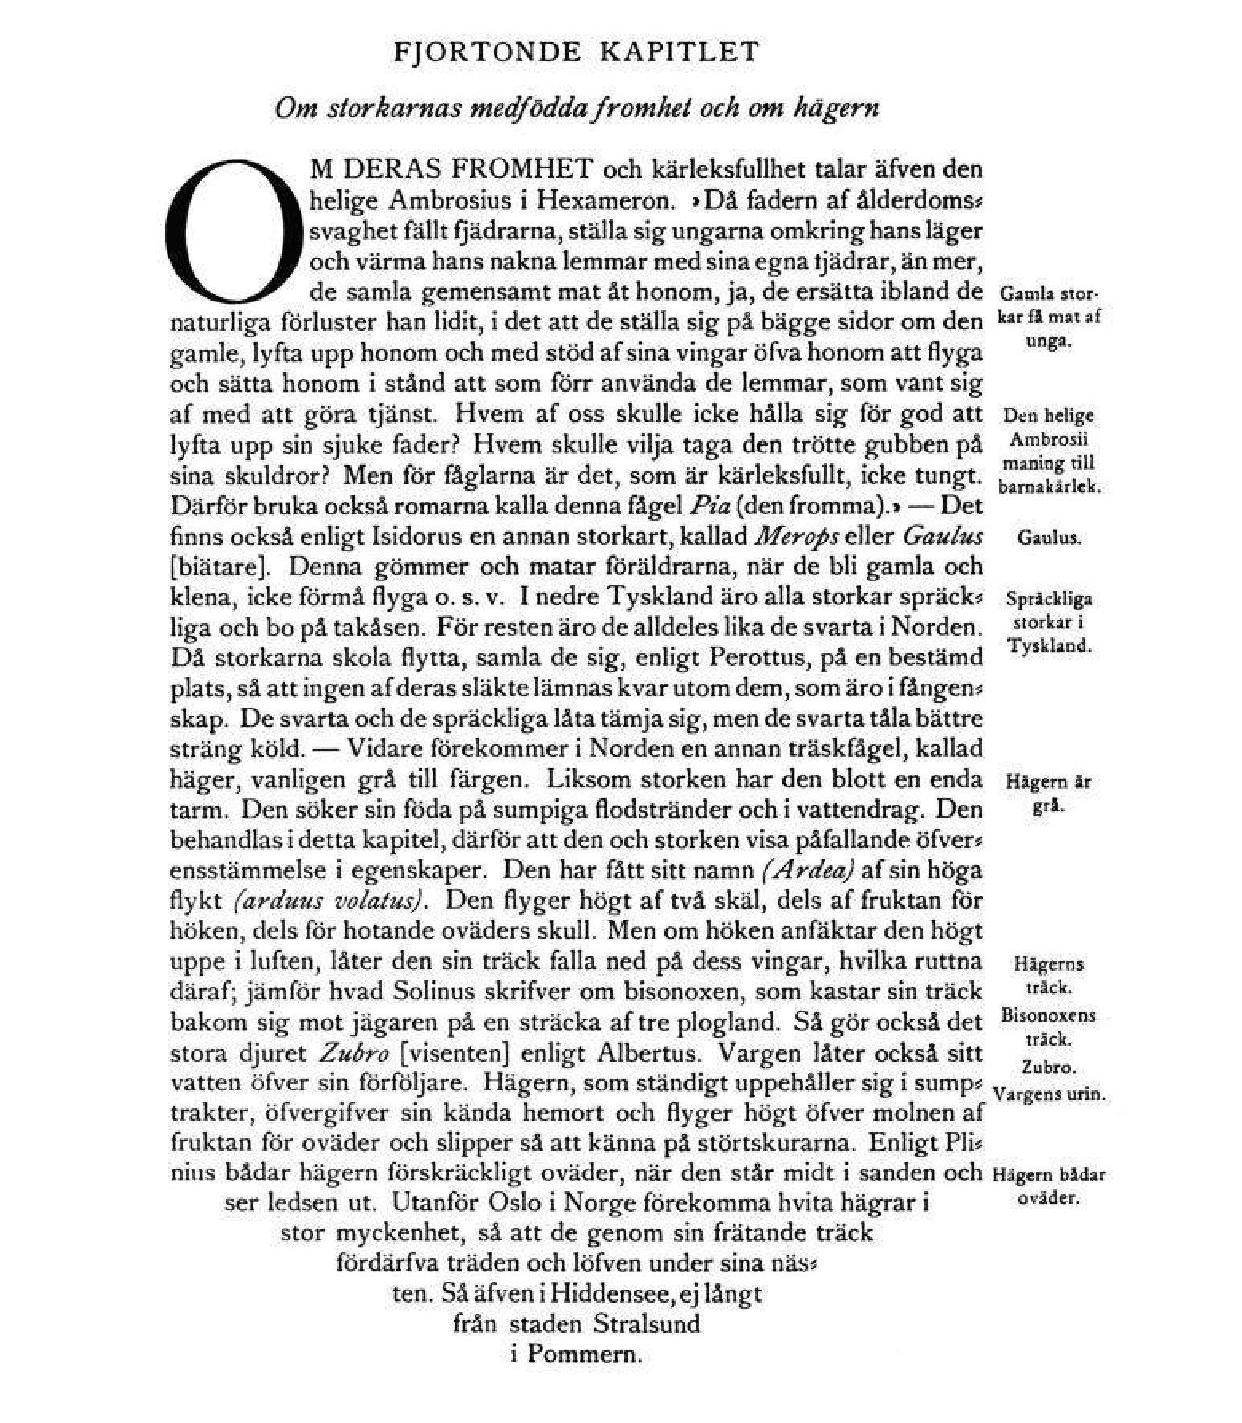 FJORTONDE KAPITLET
Om storkarnas medfödda fromhet och om hägern
OM DERAS FROMHET och kärleksfullhet talar äfven den
helige Ambrosius i Hexameron. »Då fadern af ålderdoms⸗
svaghet fällt fjädrarna, ställa sig ungarna omkring hans läger
och värma hans nakna lemmar med sina egna fjädrar, än mer,
de samla gemensamt mat åt honom, ja, de ersätta ibland de
naturliga förluster han lidit, i det att de ställa sig på bägge sidor om den
gamle, lyfta upp honom och med stöd af sina vingar öfva honom att flyga
och sätta honom i stånd att som förr använda de lemmar, som vant sig
af med att göra tjänst. Hvem af oss skulle icke hålla sig för god att
lyfta upp sin sjuke fader? Hvem skulle vilja taga den trötte gubben på
sina skuldror? Men för fåglarna är det, som är kärleksfullt, icke tungt.
Därför bruka också romarna kalla denna fågel Pia (den fromma).» — Det
finns också enligt Isidorus en annan storkart, kallad Merops eller Gaulus
[biätare]. Denna gömmer och matar föräldrarna, när de bli gamla och
klena, icke förmå flyga o. s. v. I nedre Tyskland äro alla storkar spräck⸗
liga och bo på takåsen. För resten äro de alldeles lika de svarta i Norden.
Då storkarna skola flytta, samla de sig, enligt Perottus, på en bestämd
plats, så att ingen af deras släkte lämnas kvar utom dem, som äro i fången⸗
skap. De svarta och de spräckliga låta tämja sig, men de svarta tåla bättre
sträng köld. — Vidare förekommer i Norden en annan träskfågel, kallad
häger, vanligen grå till färgen. Liksom storken har den blott en enda
tarm. Den söker sin föda på sumpiga flodstränder och i vattendrag. Den
behandlas i detta kapitel, därför att den och storken visa påfallande öfver⸗
ensstämmelse i egenskaper. Den har fått sitt namn (Ardea) af sin höga
flykt (arduus volatus). Den flyger högt af två skäl, dels af fruktan för
höken, dels för hotande oväders skull. Men om höken anfäktar den högt
uppe i luften, låter den sin träck falla ned på dess vingar, hvilka ruttna
däraf; jämför hvad Solinus skrifver om bisonoxen, som kastar sin träck
bakom sig mot jägaren på en sträcka af tre plogland. Så gör också det
stora djuret Zubro [visenten] enligt Albertus. Vargen låter också sitt
vatten öfver sin förföljare. Hägern, som ständigt uppehåller sig i sump⸗
trakter, öfvergifver sin kända hemort och flyger högt öfver molnen af
fruktan för oväder och slipper så att känna på störtskurarna. Enligt Pli⸗
nius bådar hägern förskräckligt oväder, när den står midt i sanden och
ser ledsen ut. Utanför Oslo i Norge förekomma hvita hägrar i
stor myckenhet, så att de genom sin frätande träck
fördärfva träden och löfven under sina näs⸗
ten. Så äfven i Hiddensee, ej långt
från staden Stralsund
i Pommern.
Gamla stor-
kar få mat af
unga.
Den helige
Ambrosii
maning till
barnakärlek.
Gaulus.
Spräckliga
storkar i
Tyskland.
Hägern är
grå.
Hägerns
träck.
Bisonoxens
träck.
Zubro.
Vargens urin.
Hägern bådar
oväder.